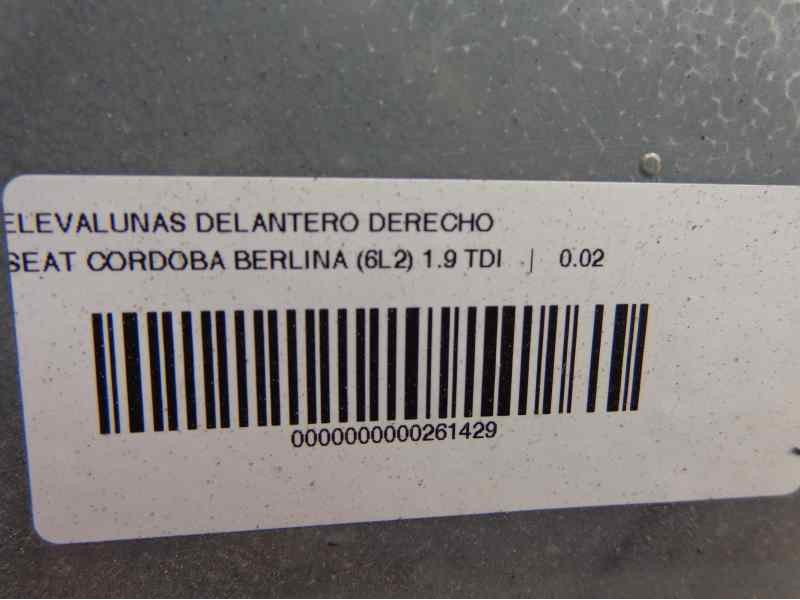 ELEVALUNAS DELANTERO DERECHO
SEAT CORDOBA BERLINA (6L2) 1.9 TDI | 0.02
0000000000261429